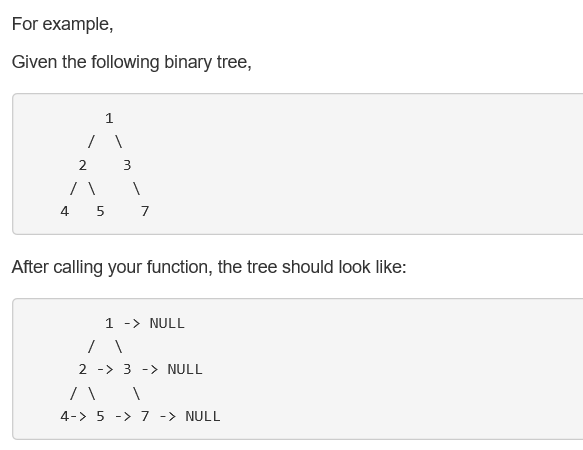 For example,
Given the following binary tree,
1
/ \
2 3
/ \ \
4 5 7
After calling your function, the tree should look like:
1 -> NULL
/ \
2 -> 3 -> NULL
/ \ \
4-> 5 -> 7 -> NULL